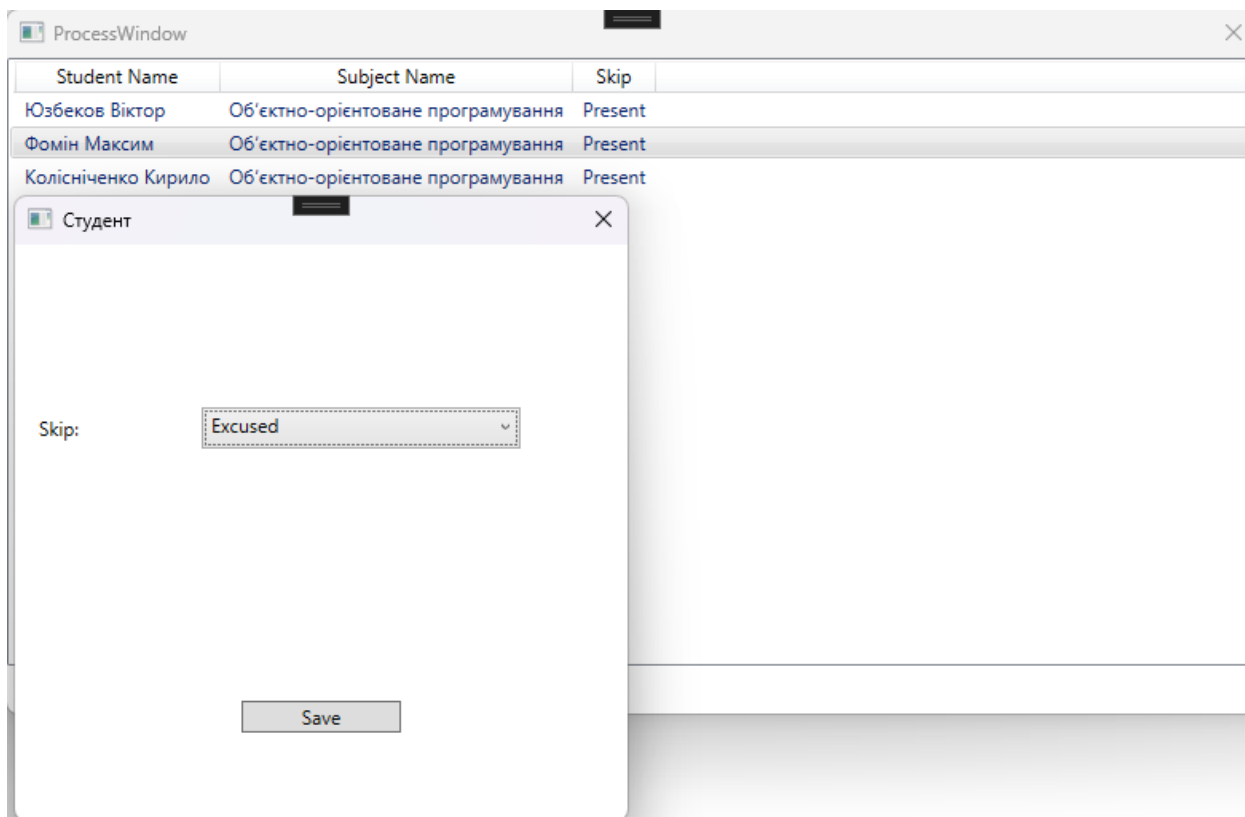 ProcessWindow
Student Name Subject Name Skip
Юзбеков Віктор Об‘єктно-орієнтоване програмування Present
Фомін Максим Об‘єктно-орієнтоване програмування Present
Колісніченко Кирило Об‘єктно-орієнтоване програмування Present
Студент
Skip: Excused
Save